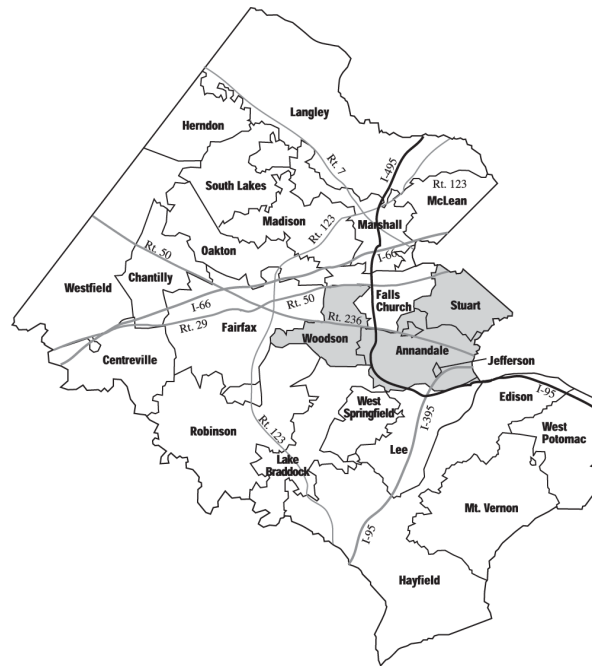 Langley
Herndon
Rt. 7
I-495
Rt. 123
South Lakes
McLean
Madison
Rt. 123
Marshall
Oakton
Rt. 50
I-66
Chantilly
Westfield
Falls
Church
Stuart
I-66
Rt. 50
Rt. 29
Fairfax
Rt. 236
Woodson
Annandale
Centreville
Jefferson
I-95
Edison
West
Springfield
I-395
West
Potomac
Robinson
Rt. 123
Lee
Lake
Braddock
Mt. Vernon
I-95
Hayfield